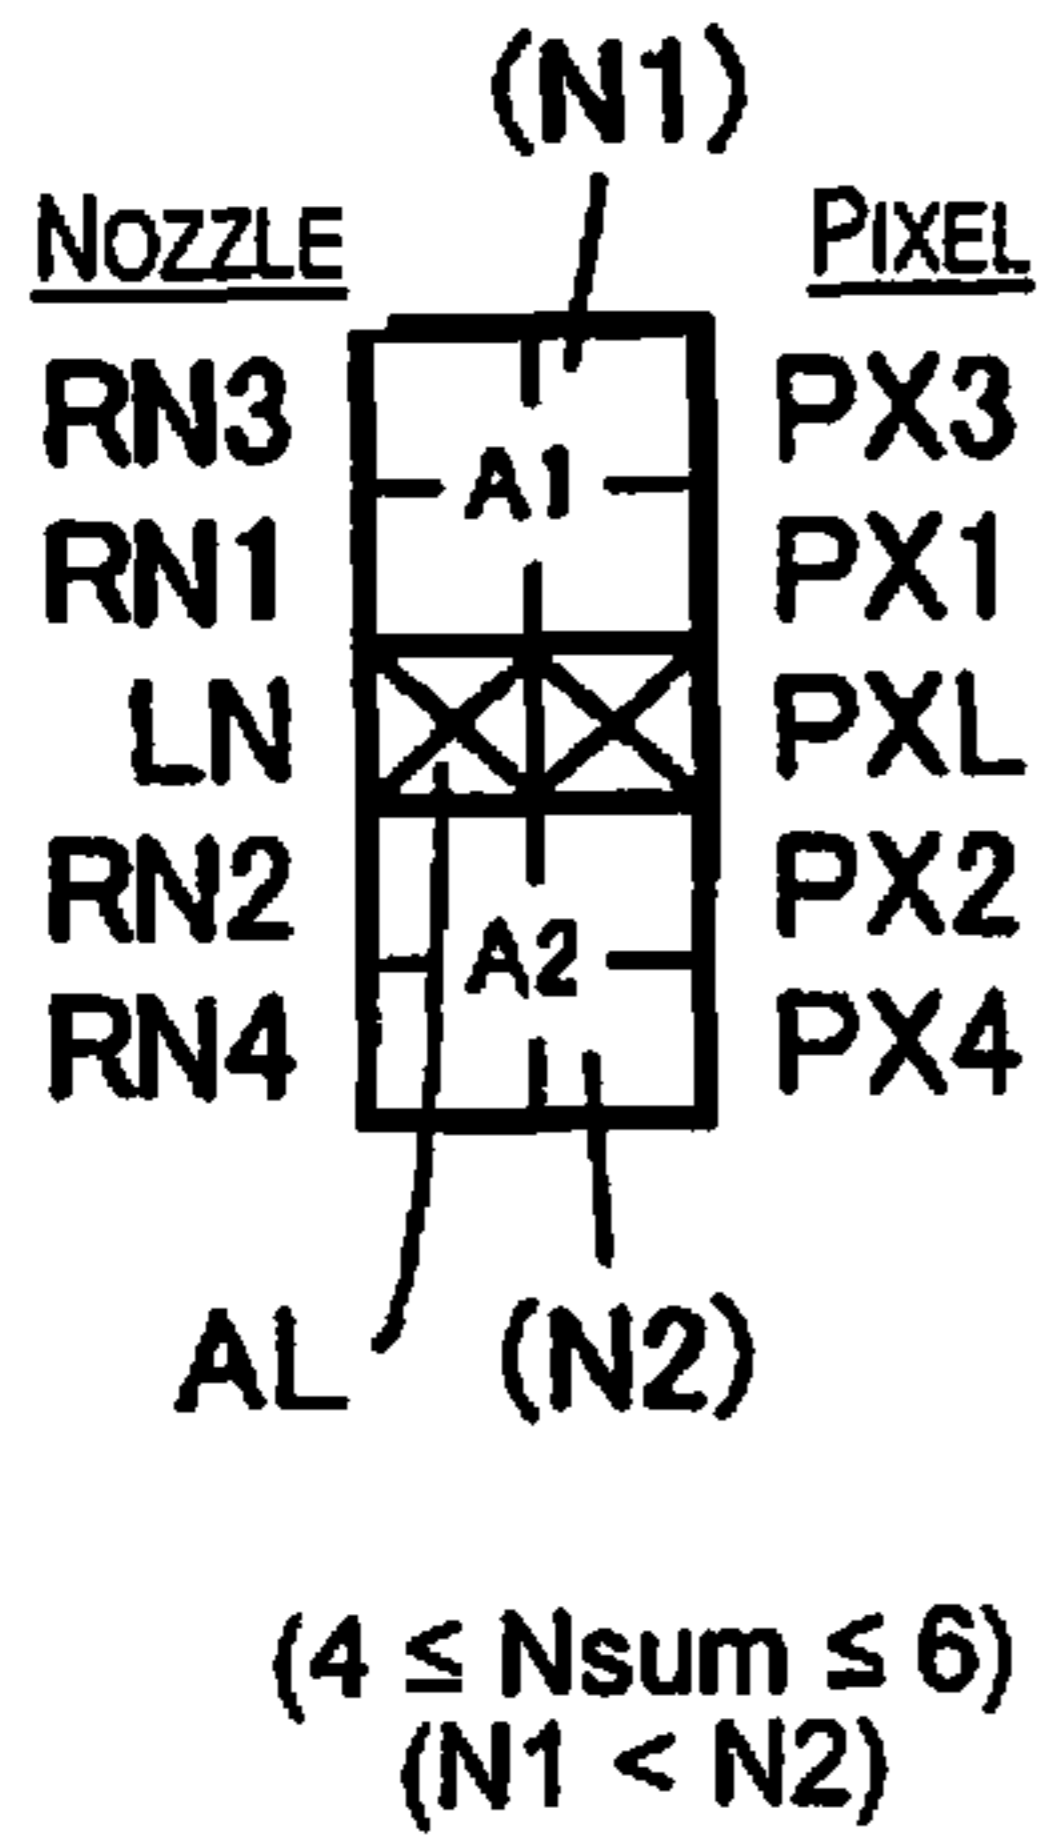 (N1)
NOZZLE PIXEL
RN3 PX3
A1
RN1 PX1
LN PXL
RN2 PX2
A2
RN4 PX4
AL (N2)
(4 ≤ Nsum ≤ 6)
(N1 < N2)